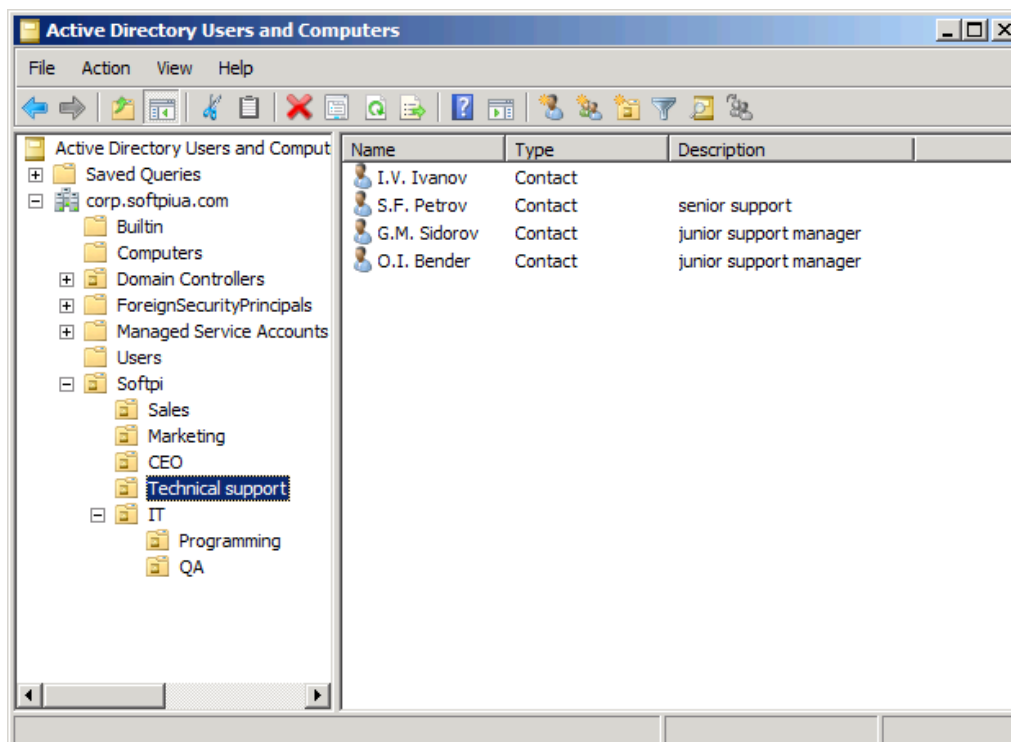 Active Directory Users and Computers
File Action View Help
Active Directory Users and Comput
Saved Queries
corp.softpiua.com
Builtin
Computers
Domain Controllers
ForeignSecurityPrincipals
Managed Service Accounts
Users
Softpi
Sales
Marketing
CEO
Technical support
IT
Programming
QA
Name Type Description
I.V. Ivanov Contact
S.F. Petrov Contact senior support
G.M. Sidorov Contact junior support manager
O.I. Bender Contact junior support manager